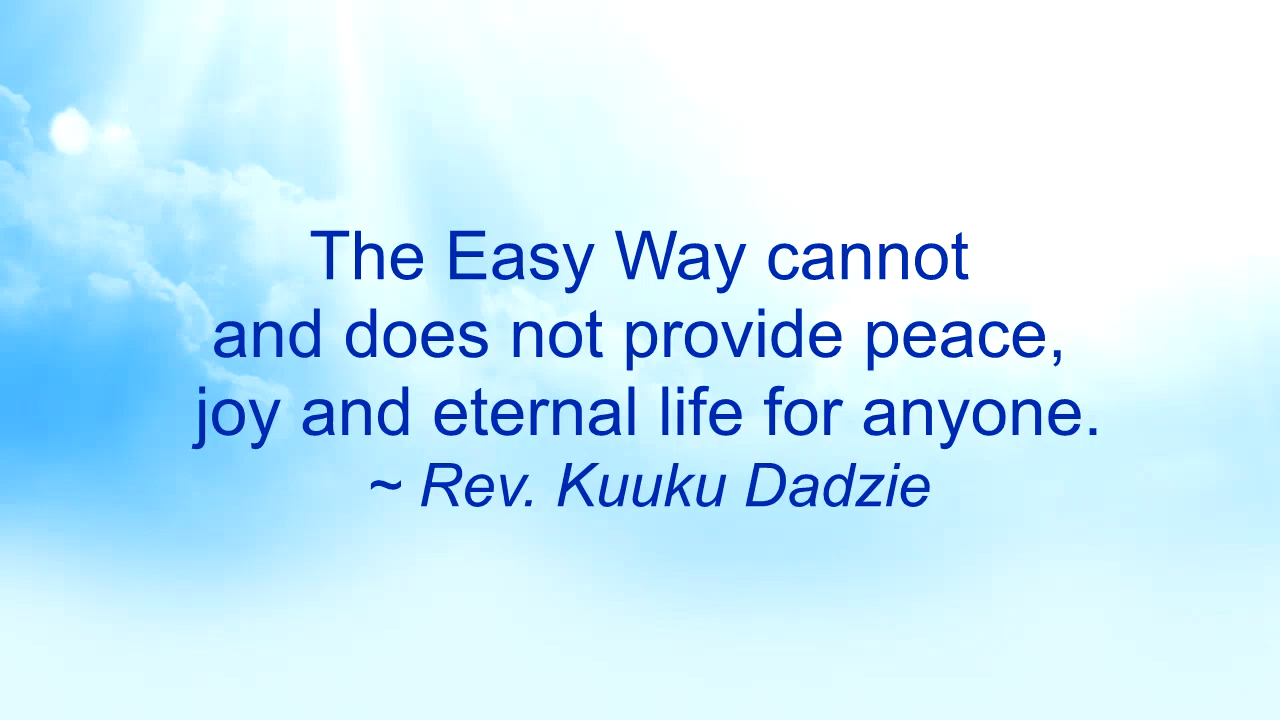 The Easy Way cannot
and does not provide peace,
joy and eternal life for anyone.
~ Rev. Kuuku Dadzie